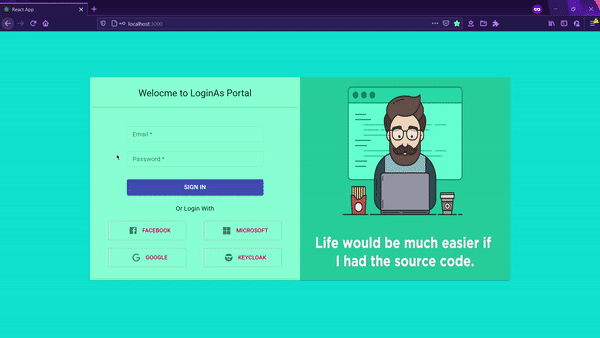 React App
localhost:3000
Welocme to LoginAs Portal
Email *
Password *
SIGN IN
Or Login With
FACEBOOK
MICROSOFT
GOOGLE
KEYCLOAK
Life would be much easier if
I had the source code.